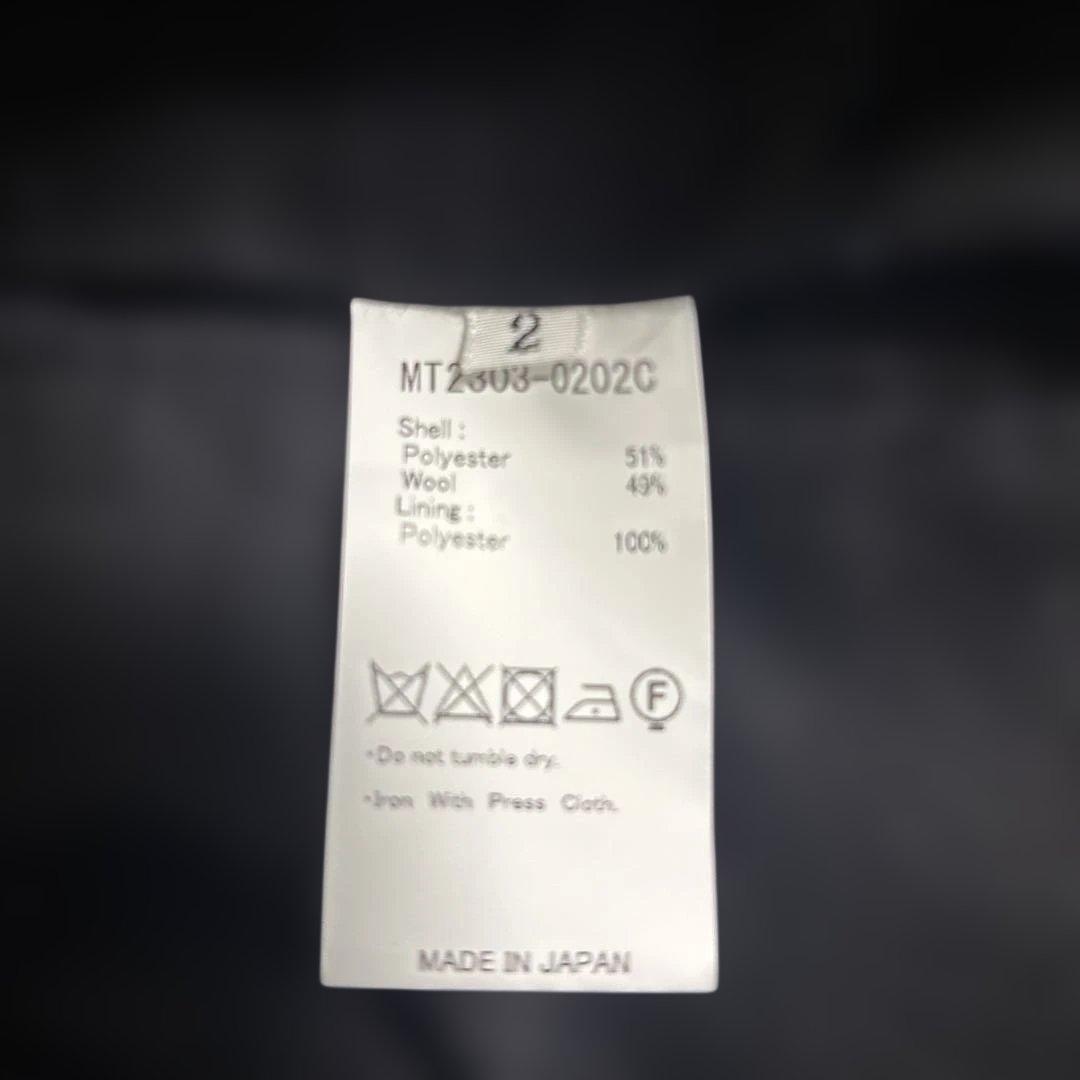 2
MT2303-0202C
Shell:
Polyester 51%
Wool 49%
Lining:
Polyester 100%
F
・Do not tumble dry.
・Iron With Press Cloth.
MADE IN JAPAN